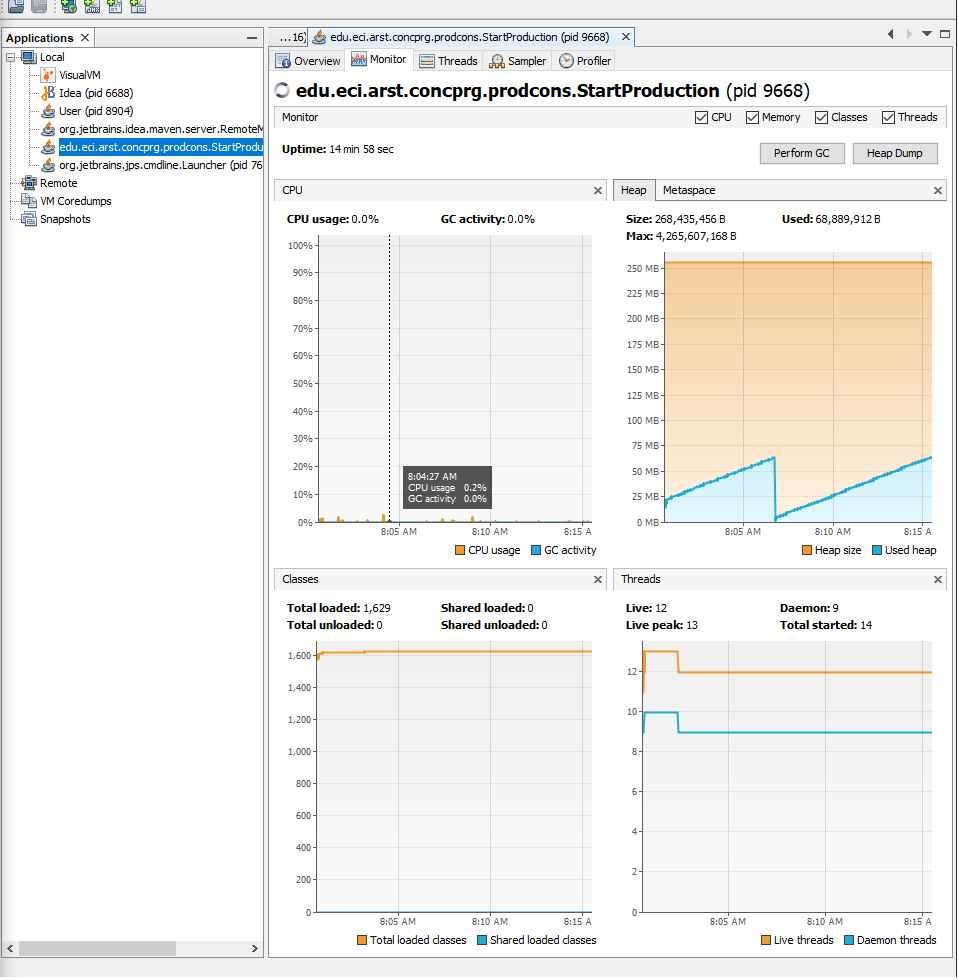 Applications
Local
VisualVM
Idea (pid 6688)
User (pid 8904)
org.jetbrains.idea.maven.server.RemoteM
edu.eci.arst.concprg.prodcons.StartProdu
org.jetbrains.jps.cmdline.Launcher (pid 76
Remote
VM Coredumps
Snapshots
...16)
edu.eci.arst.concprg.prodcons.StartProduction (pid 9668)
Overview Monitor Threads Sampler Profiler
edu.eci.arst.concprg.prodcons.StartProduction (pid 9668)
Monitor CPU Memory Classes Threads
Uptime: 14 min 58 sec
Perform GC Heap Dump
CPU
CPU usage: 0.0% GC activity: 0.0%
100%
90%
80%
70%
60%
50%
40%
30%
20%
10%
0%
8:04:27 AM
CPU usage 0.2%
GC activity 0.0%
8:05 AM 8:10 AM 8:15 A
CPU usage GC activity
Heap Metaspace
Size: 268,435,456 B Used: 68,889,912 B
Max: 4,265,607,168 B
250 MB
225 MB
200 MB
175 MB
150 MB
125 MB
100 MB
75 MB
50 MB
25 MB
0 MB
8:05 AM 8:10 AM 8:15 A
Heap size Used heap
Classes
Total loaded: 1,629 Shared loaded: 0
Total unloaded: 0 Shared unloaded: 0
1,600
1,400
1,200
1,000
800
600
400
200
0
8:05 AM 8:10 AM 8:15 A
Total loaded classes Shared loaded classes
Threads
Live: 12 Daemon: 9
Live peak: 13 Total started: 14
12
10
8
6
4
2
0
8:05 AM 8:10 AM 8:15 A
Live threads Daemon threads